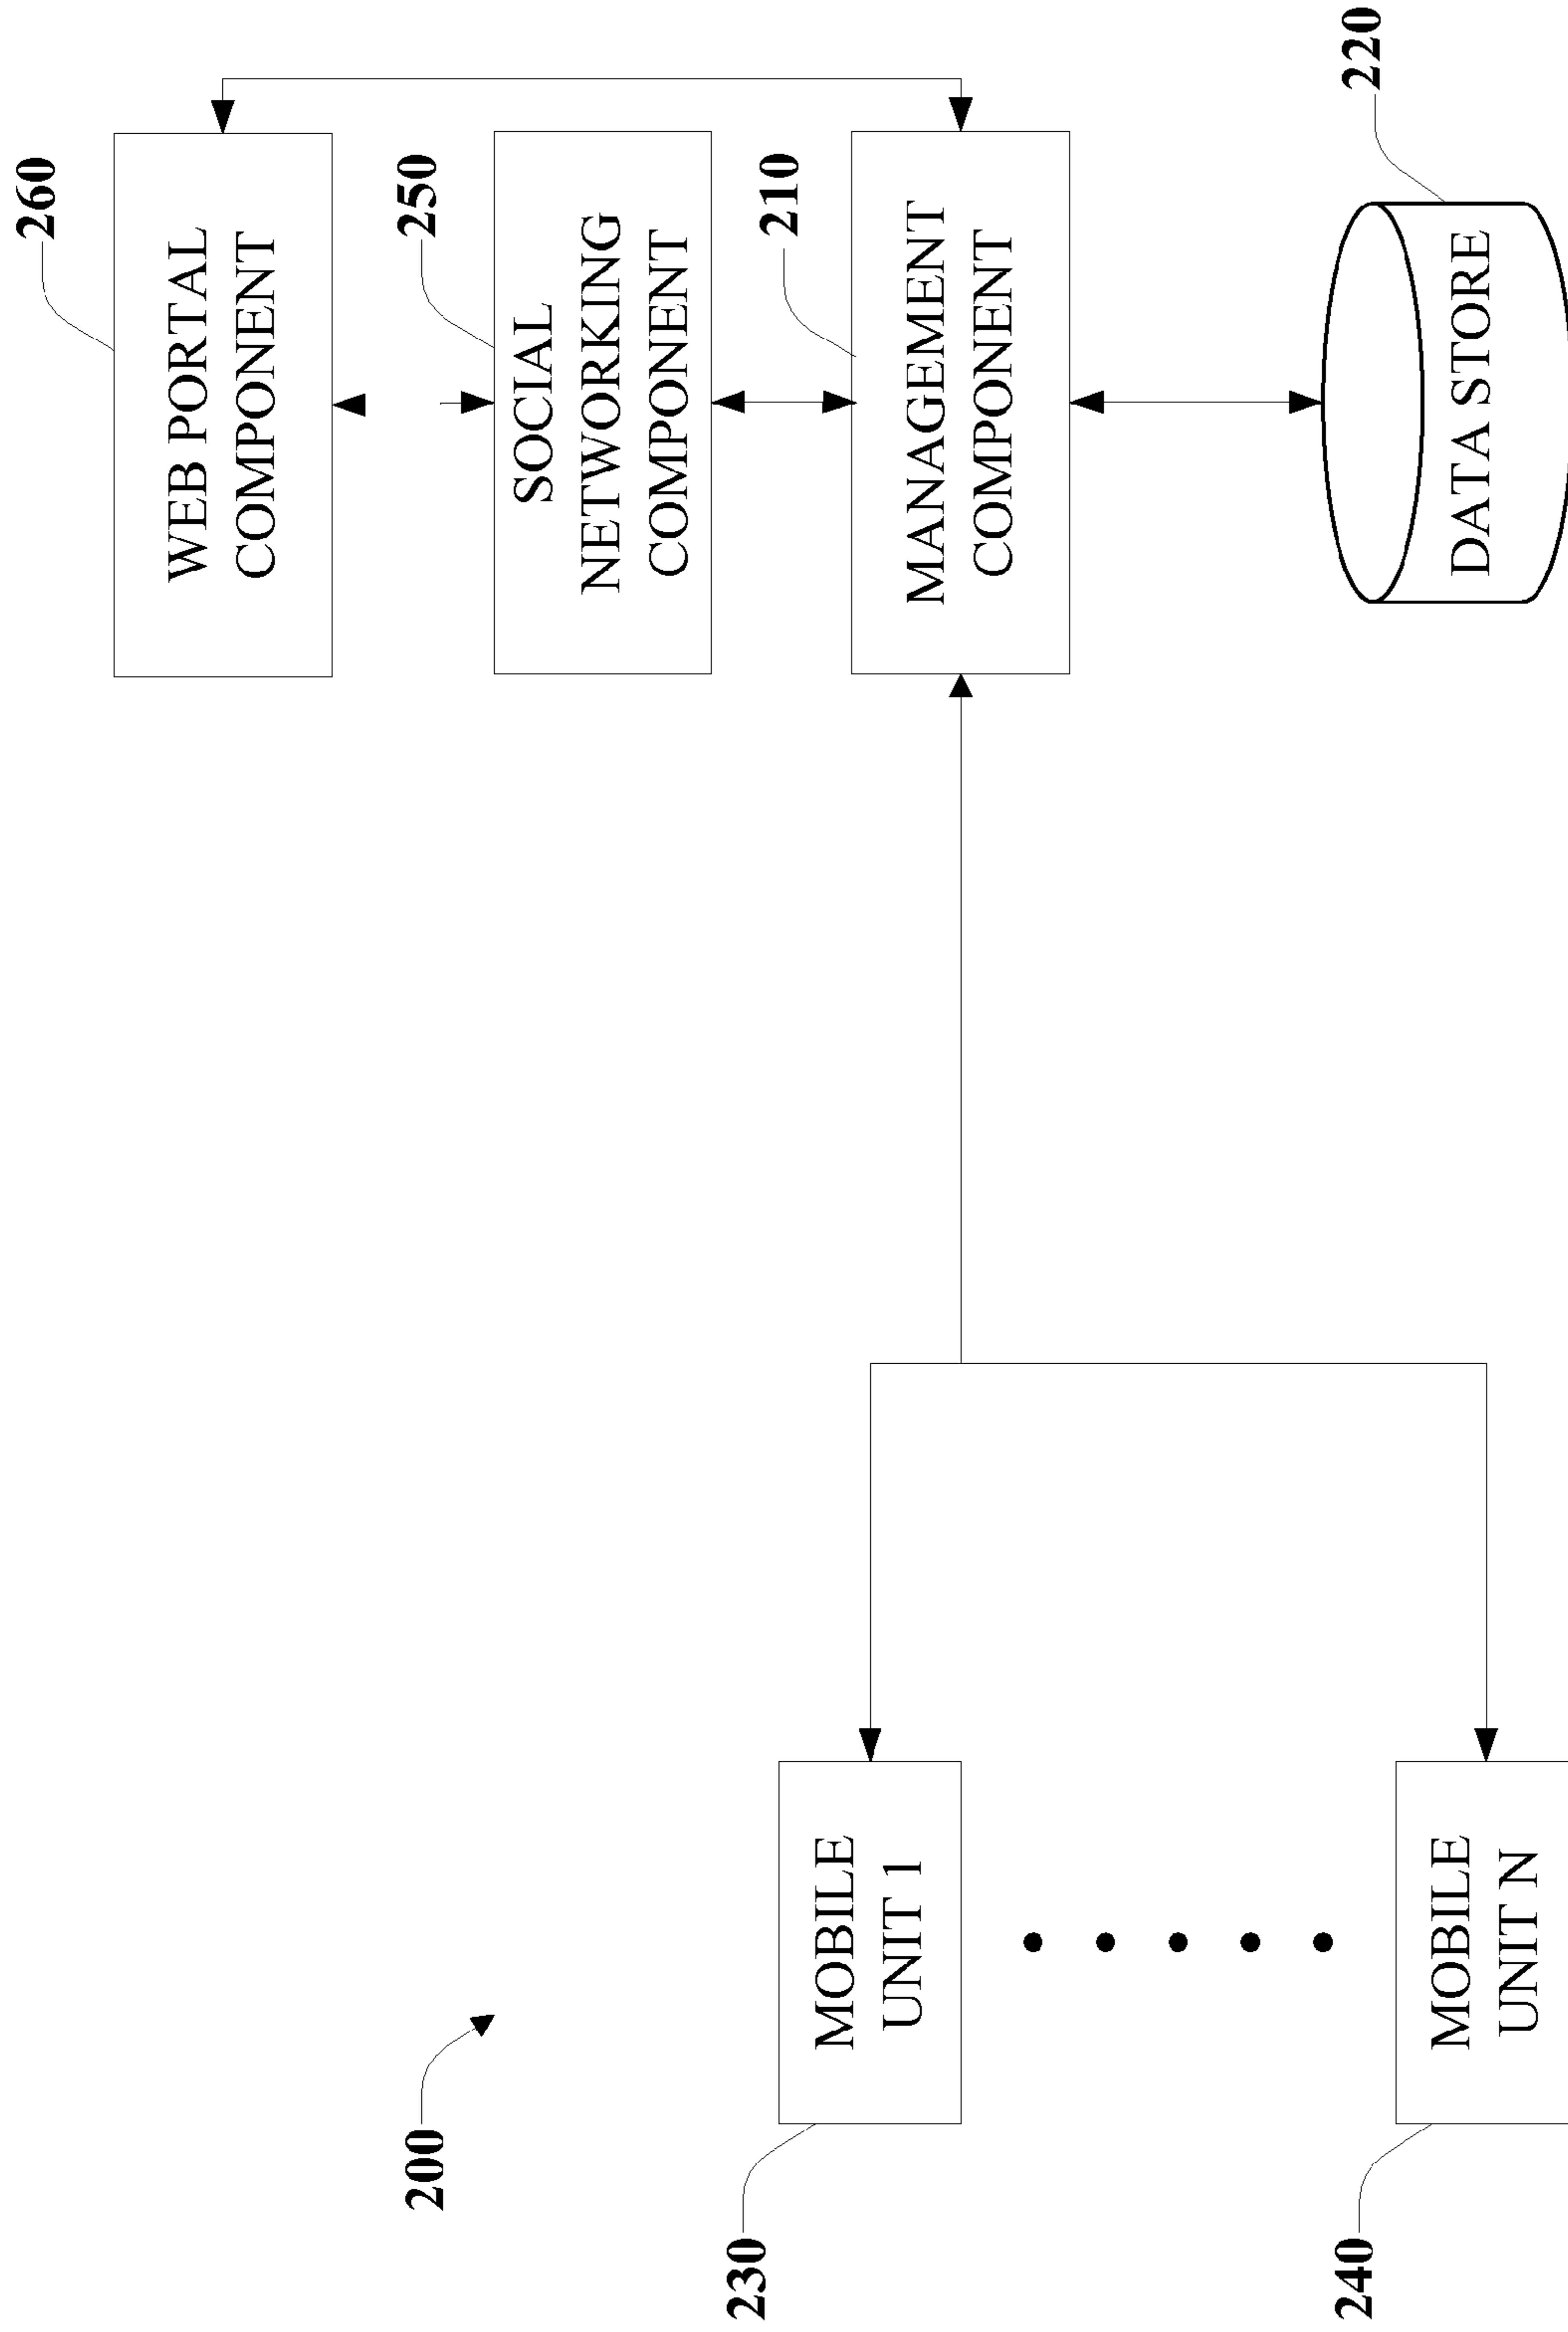 200
260
WEB PORTAL
COMPONENT
250
SOCIAL
NETWORKING
COMPONENT
230
MOBILE
UNIT 1
210
MANAGEMENT
COMPONENT
240
MOBILE
UNIT N
220
DATA STORE